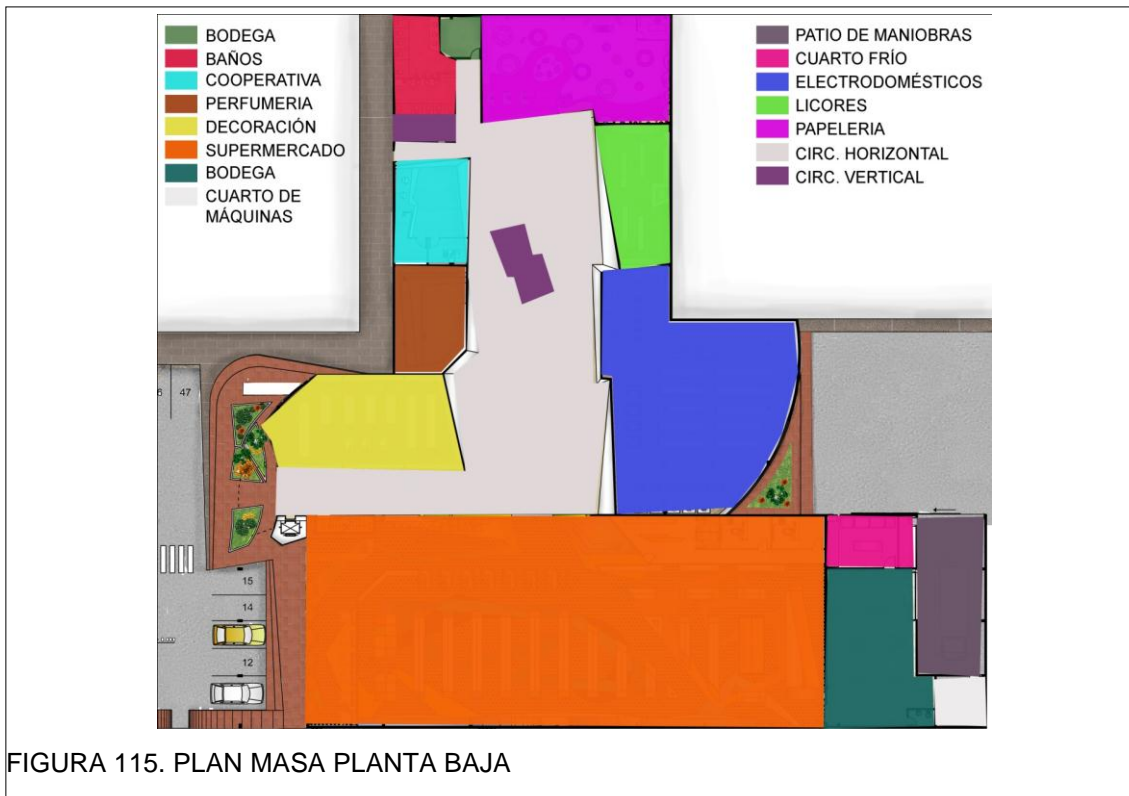 BODEGA
BAÑOS
COOPERATIVA
PERFUMERIA
DECORACIÓN
SUPERMERCADO
BODEGA
CUARTO DE
MÁQUINAS
PATIO DE MANIOBRAS
CUARTO FRÍO
ELECTRODOMÉSTICOS
LICORES
PAPELERIA
CIRC. HORIZONTAL
CIRC. VERTICAL
47
15
14
12
FIGURA 115. PLAN MASA PLANTA BAJA